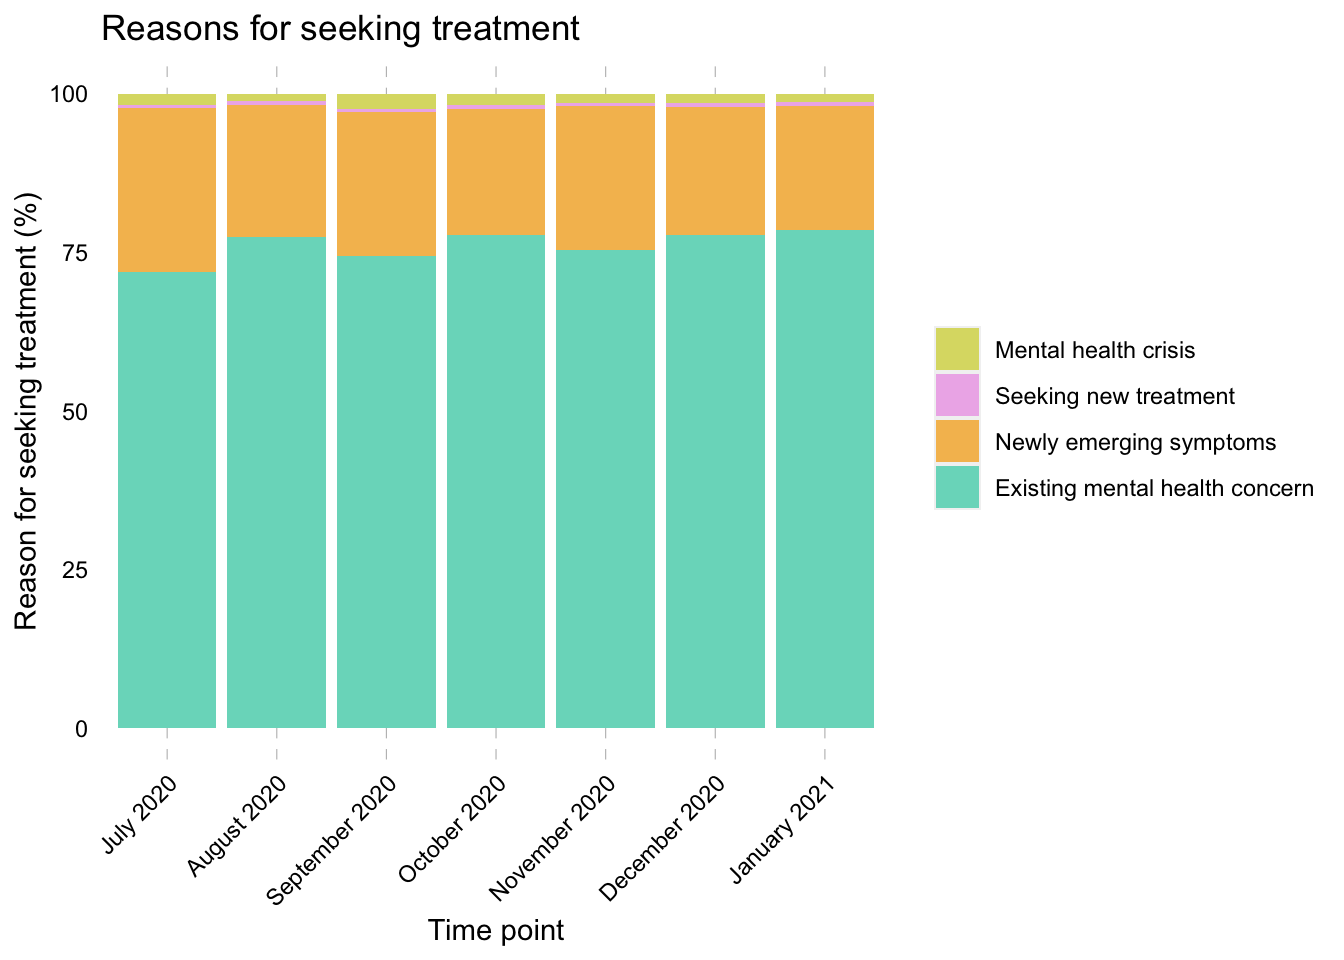 Reasons for seeking treatment
Reason for seeking treatment (%)
100
75
50
25
0
July 2020
August 2020
September 2020
October 2020
November 2020
December 2020
January 2021
Time point
Mental health crisis
Seeking new treatment
Newly emerging symptoms
Existing mental health concern